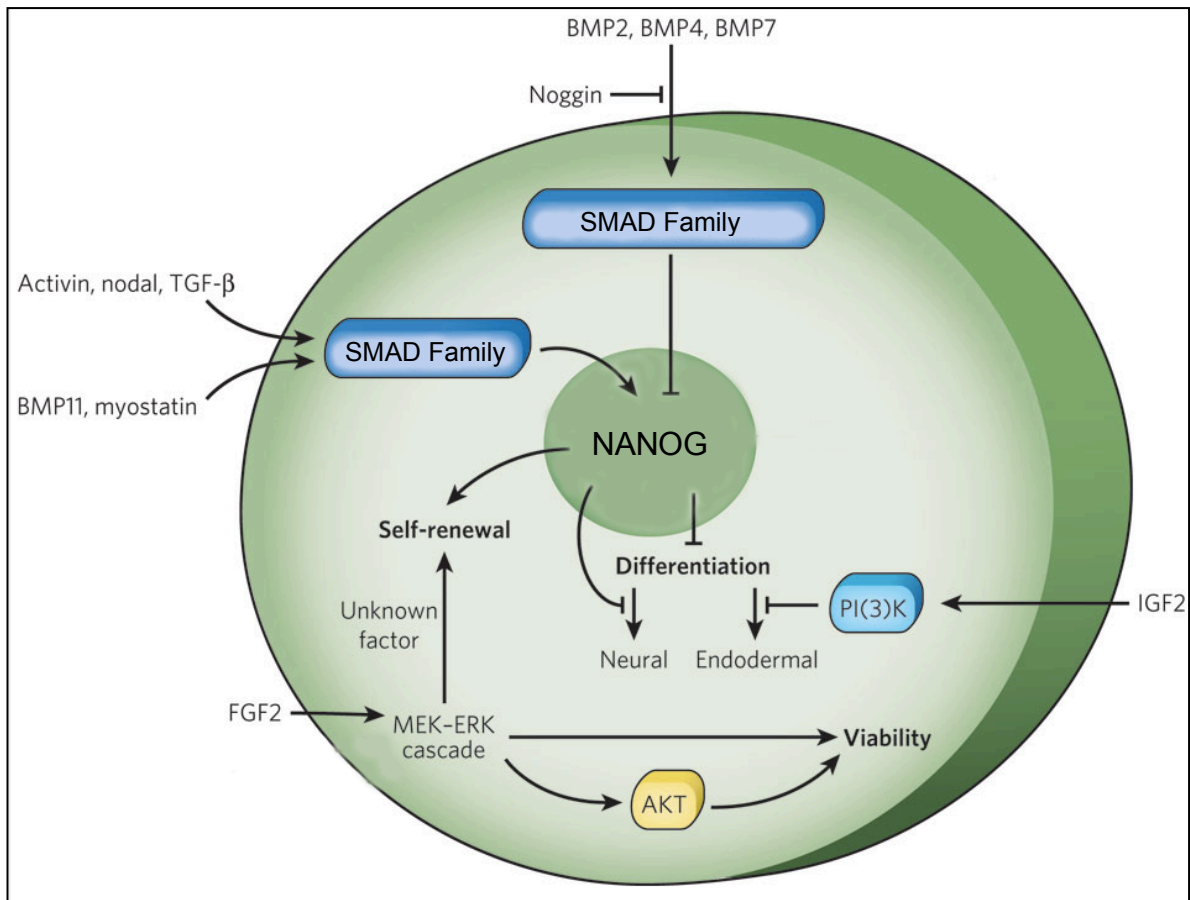 BMP2, BMP4, BMP7
Noggin
SMAD Family
Activin, nodal, TGF-β
SMAD Family
BMP11, myostatin
NANOG
Self-renewal
Differentiation
Unknown
factor
PI(3)K
IGF2
Neural
Endodermal
FGF2
MEK–ERK
cascade
Viability
AKT